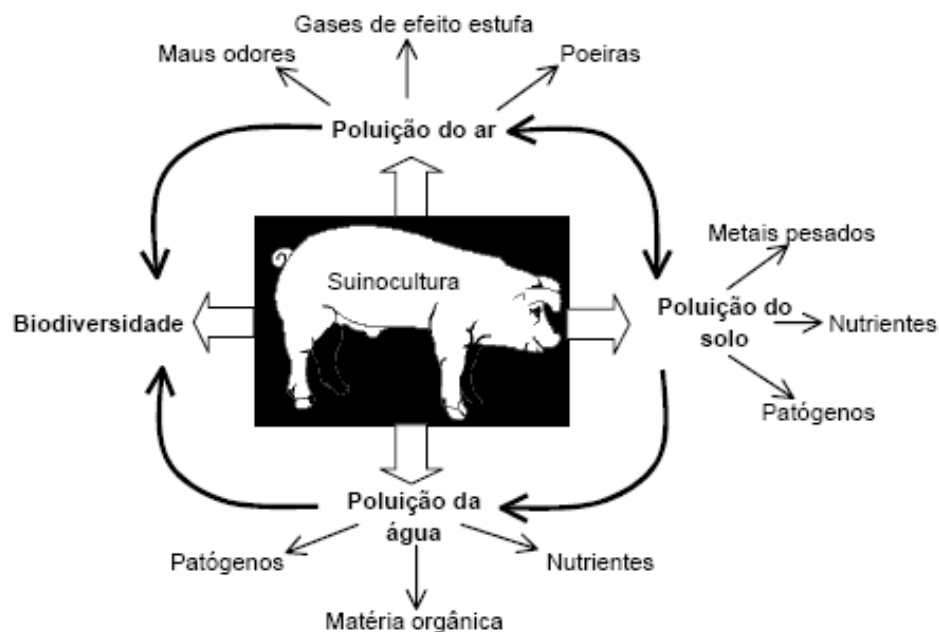 Gases de efeito estufa
Maus odores
Poeiras
Poluição do ar
Metais pesados
Suinocultura
Biodiversidade
Poluição do
solo
Nutrientes
Patógenos
Poluição da
água
Patógenos
Nutrientes
Matéria orgânica